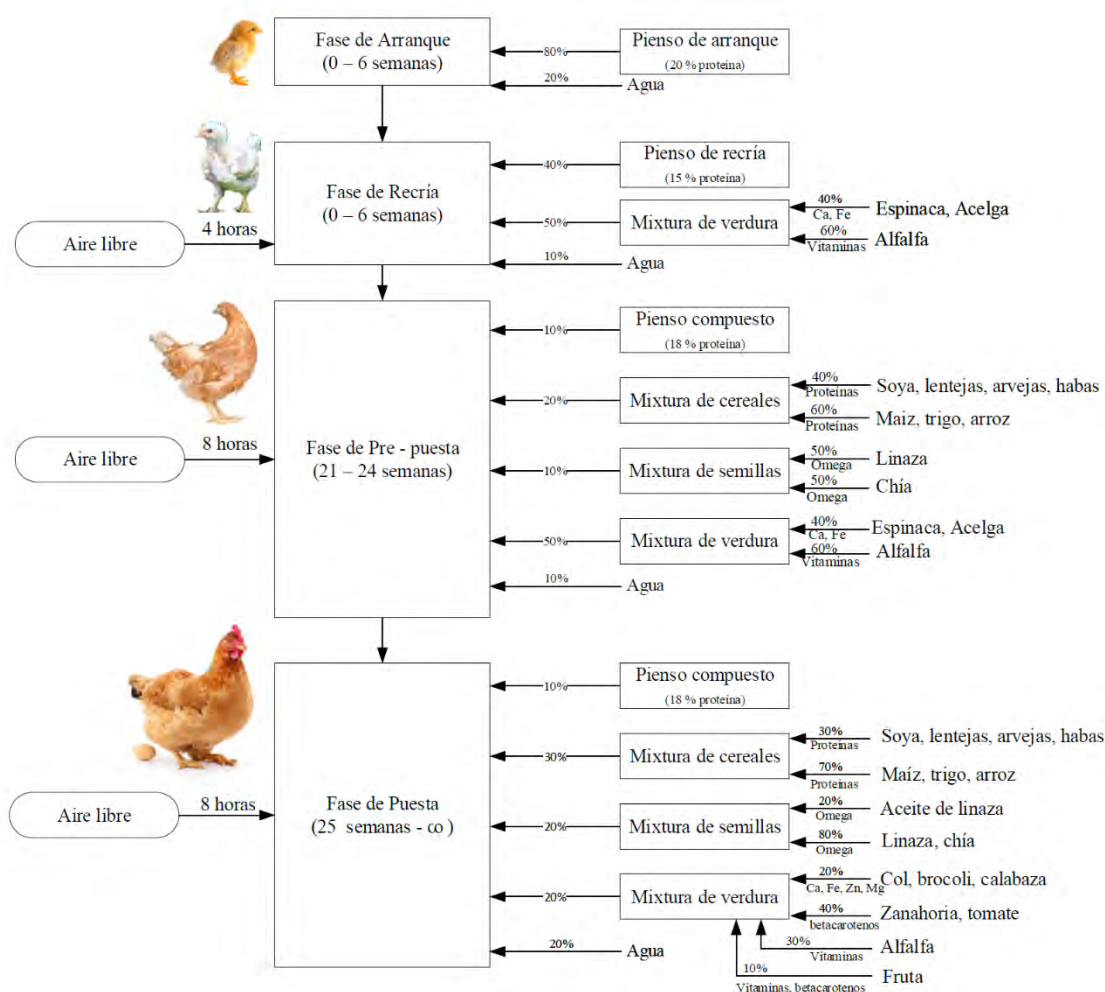 Fase de Arranque
(0 – 6 semanas)
80%
Pienso de arranque
(20 % proteína)
20%
Agua
Fase de Recría
(0 – 6 semanas)
Aire libre
4 horas
40%
Pienso de recría
(15 % proteína)
50%
Mixtura de verdura
40%
Ca, Fe
Espinaca, Acelga
60%
Vitaminas
Alfalfa
10%
Agua
Fase de Pre - puesta
(21 – 24 semanas)
Aire libre
8 horas
10%
Pienso compuesto
(18 % proteína)
20%
Mixtura de cereales
40%
Proteínas
Soya, lentejas, arvejas, habas
60%
Proteínas
Maiz, trigo, arroz
10%
Mixtura de semillas
50%
Omega
Linaza
50%
Omega
Chía
50%
Mixtura de verdura
40%
Ca, Fe
Espinaca, Acelga
60%
Vitaminas
Alfalfa
10%
Agua
Fase de Puesta
(25 semanas - ∞)
Aire libre
8 horas
10%
Pienso compuesto
(18 % proteína)
30%
Mixtura de cereales
30%
Proteínas
Soya, lentejas, arvejas, habas
70%
Proteínas
Maíz, trigo, arroz
20%
Mixtura de semillas
20%
Omega
Aceite de linaza
80%
Omega
Linaza, chía
20%
Mixtura de verdura
20%
Ca, Fe, Zn, Mg
Col, brocoli, calabaza
40%
betacarotenos
Zanahoria, tomate
30%
Vitaminas
Alfalfa
10%
Vitaminas, betacarotenos
Fruta
20%
Agua